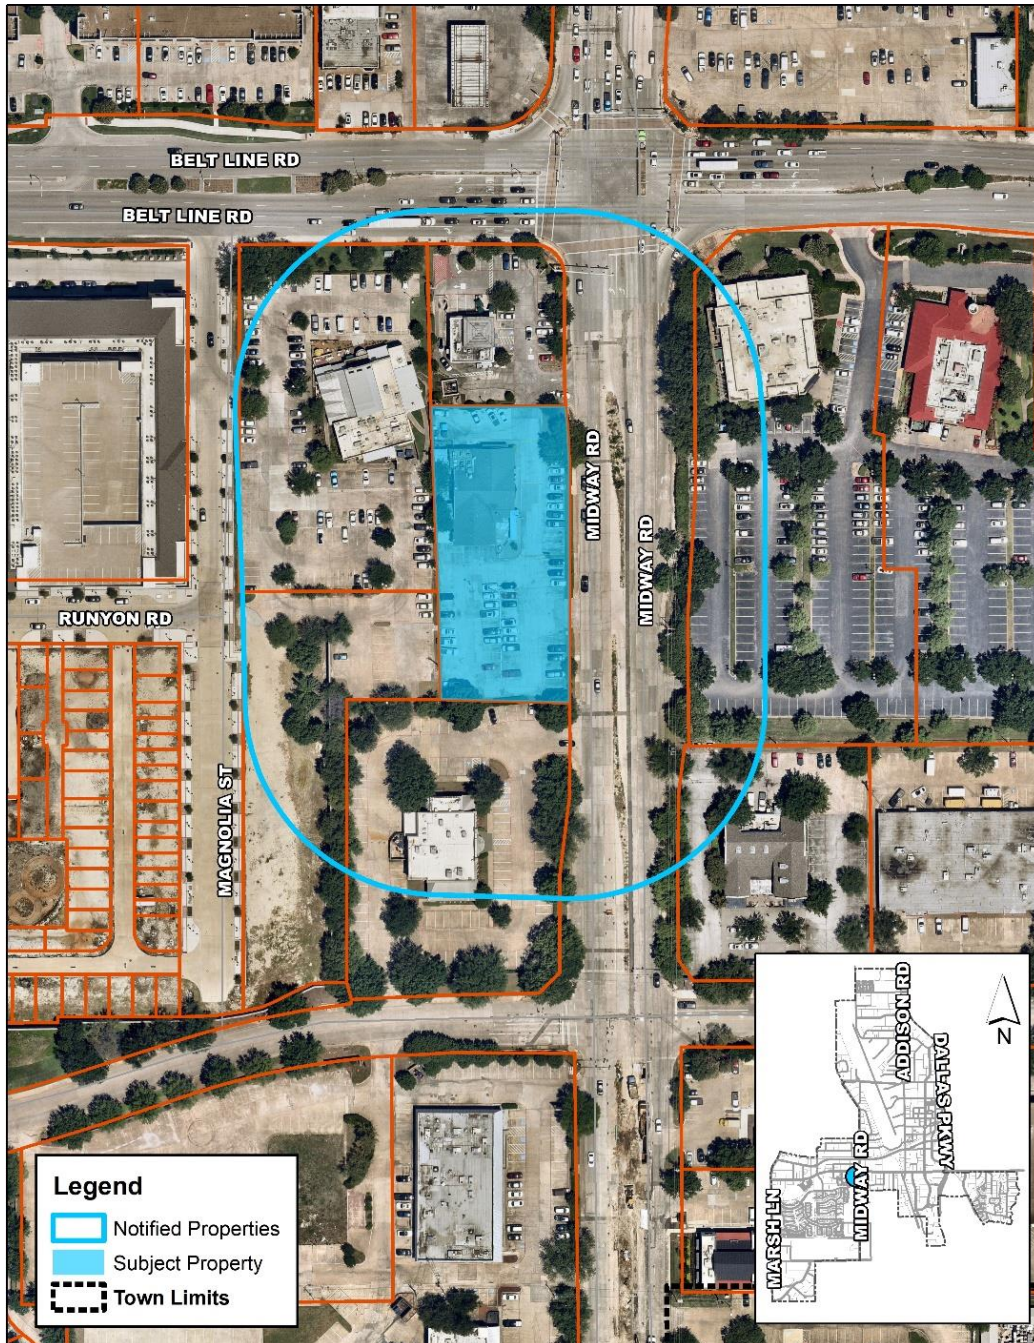 BELT LINE RD
BELT LINE RD
MIDWAY RD
MIDWAY RD
RUNYON RD
MAGNOLIA ST
Legend
Notified Properties
Subject Property
Town Limits
ADDISON RD
DALLAS PKWY
MIDWAY RD
MARSH LN
N